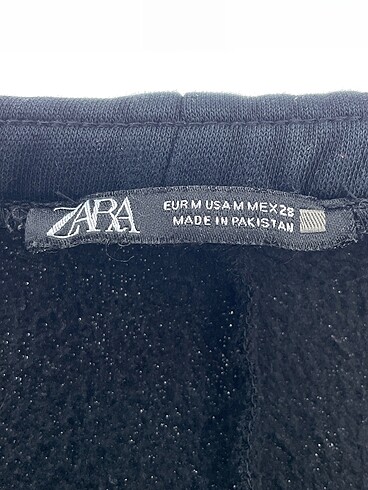 ZARA
EUR M USA M MEX 28
MADE IN PAKISTAN